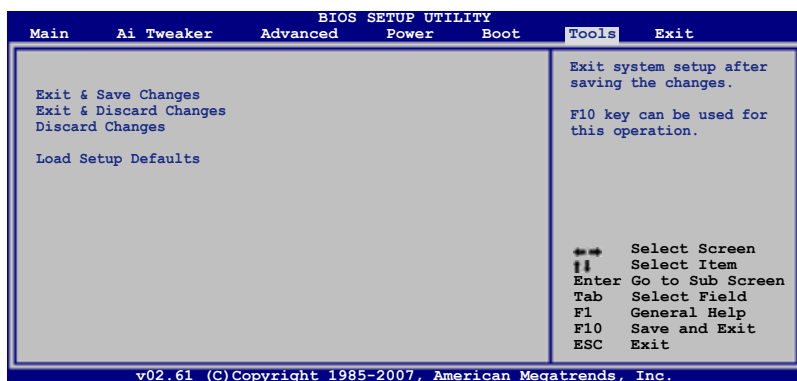 BIOS SETUP UTILITY
Main Ai Tweaker Advanced Power Boot Tools Exit
Exit & Save Changes
Exit & Discard Changes
Discard Changes
Load Setup Defaults
Exit system setup after
saving the changes.
F10 key can be used for
this operation.
←→ Select Screen
↑↓ Select Item
Enter Go to Sub Screen
Tab Select Field
F1 General Help
F10 Save and Exit
ESC Exit
v02.61 (C)Copyright 1985-2007, American Megatrends, Inc.